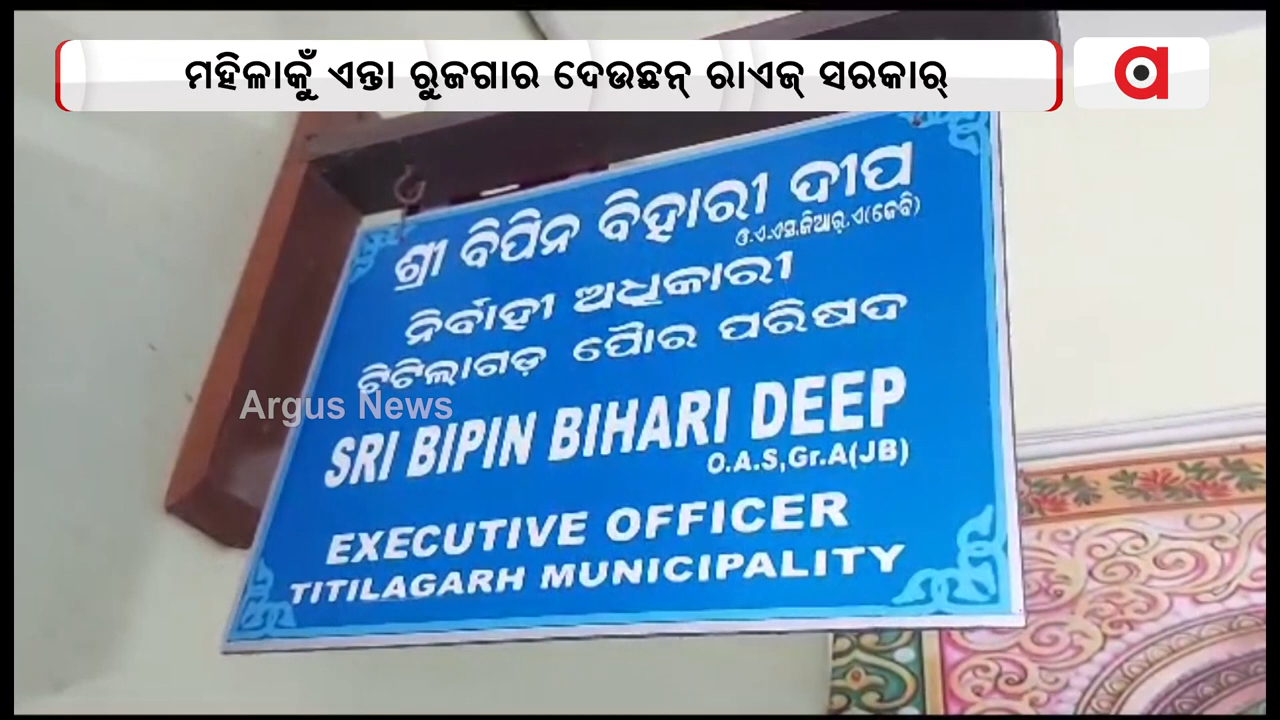 ମହିଳାଙ୍କୁ ଏନ୍ତା ରୁଜଗାର ଦେଉଛନ୍ ରାଏଜ୍ ସରକାର୍
ଶ୍ରୀ ବିପିନ ବିହାରୀ ଦୀପ
ଓ.ଏ.ଏସ୍.ଜିଆର୍.ଏ(ଜେବି)
ନିର୍ବାହୀ ଅଧିକାରୀ
ଟିଟିଲାଗଡ଼ ପୌର ପରିଷଦ
Argus News
SRI BIPIN BIHARI DEEP
O.A.S,Gr.A(JB)
EXECUTIVE OFFICER
TITILAGARH MUNICIPALITY